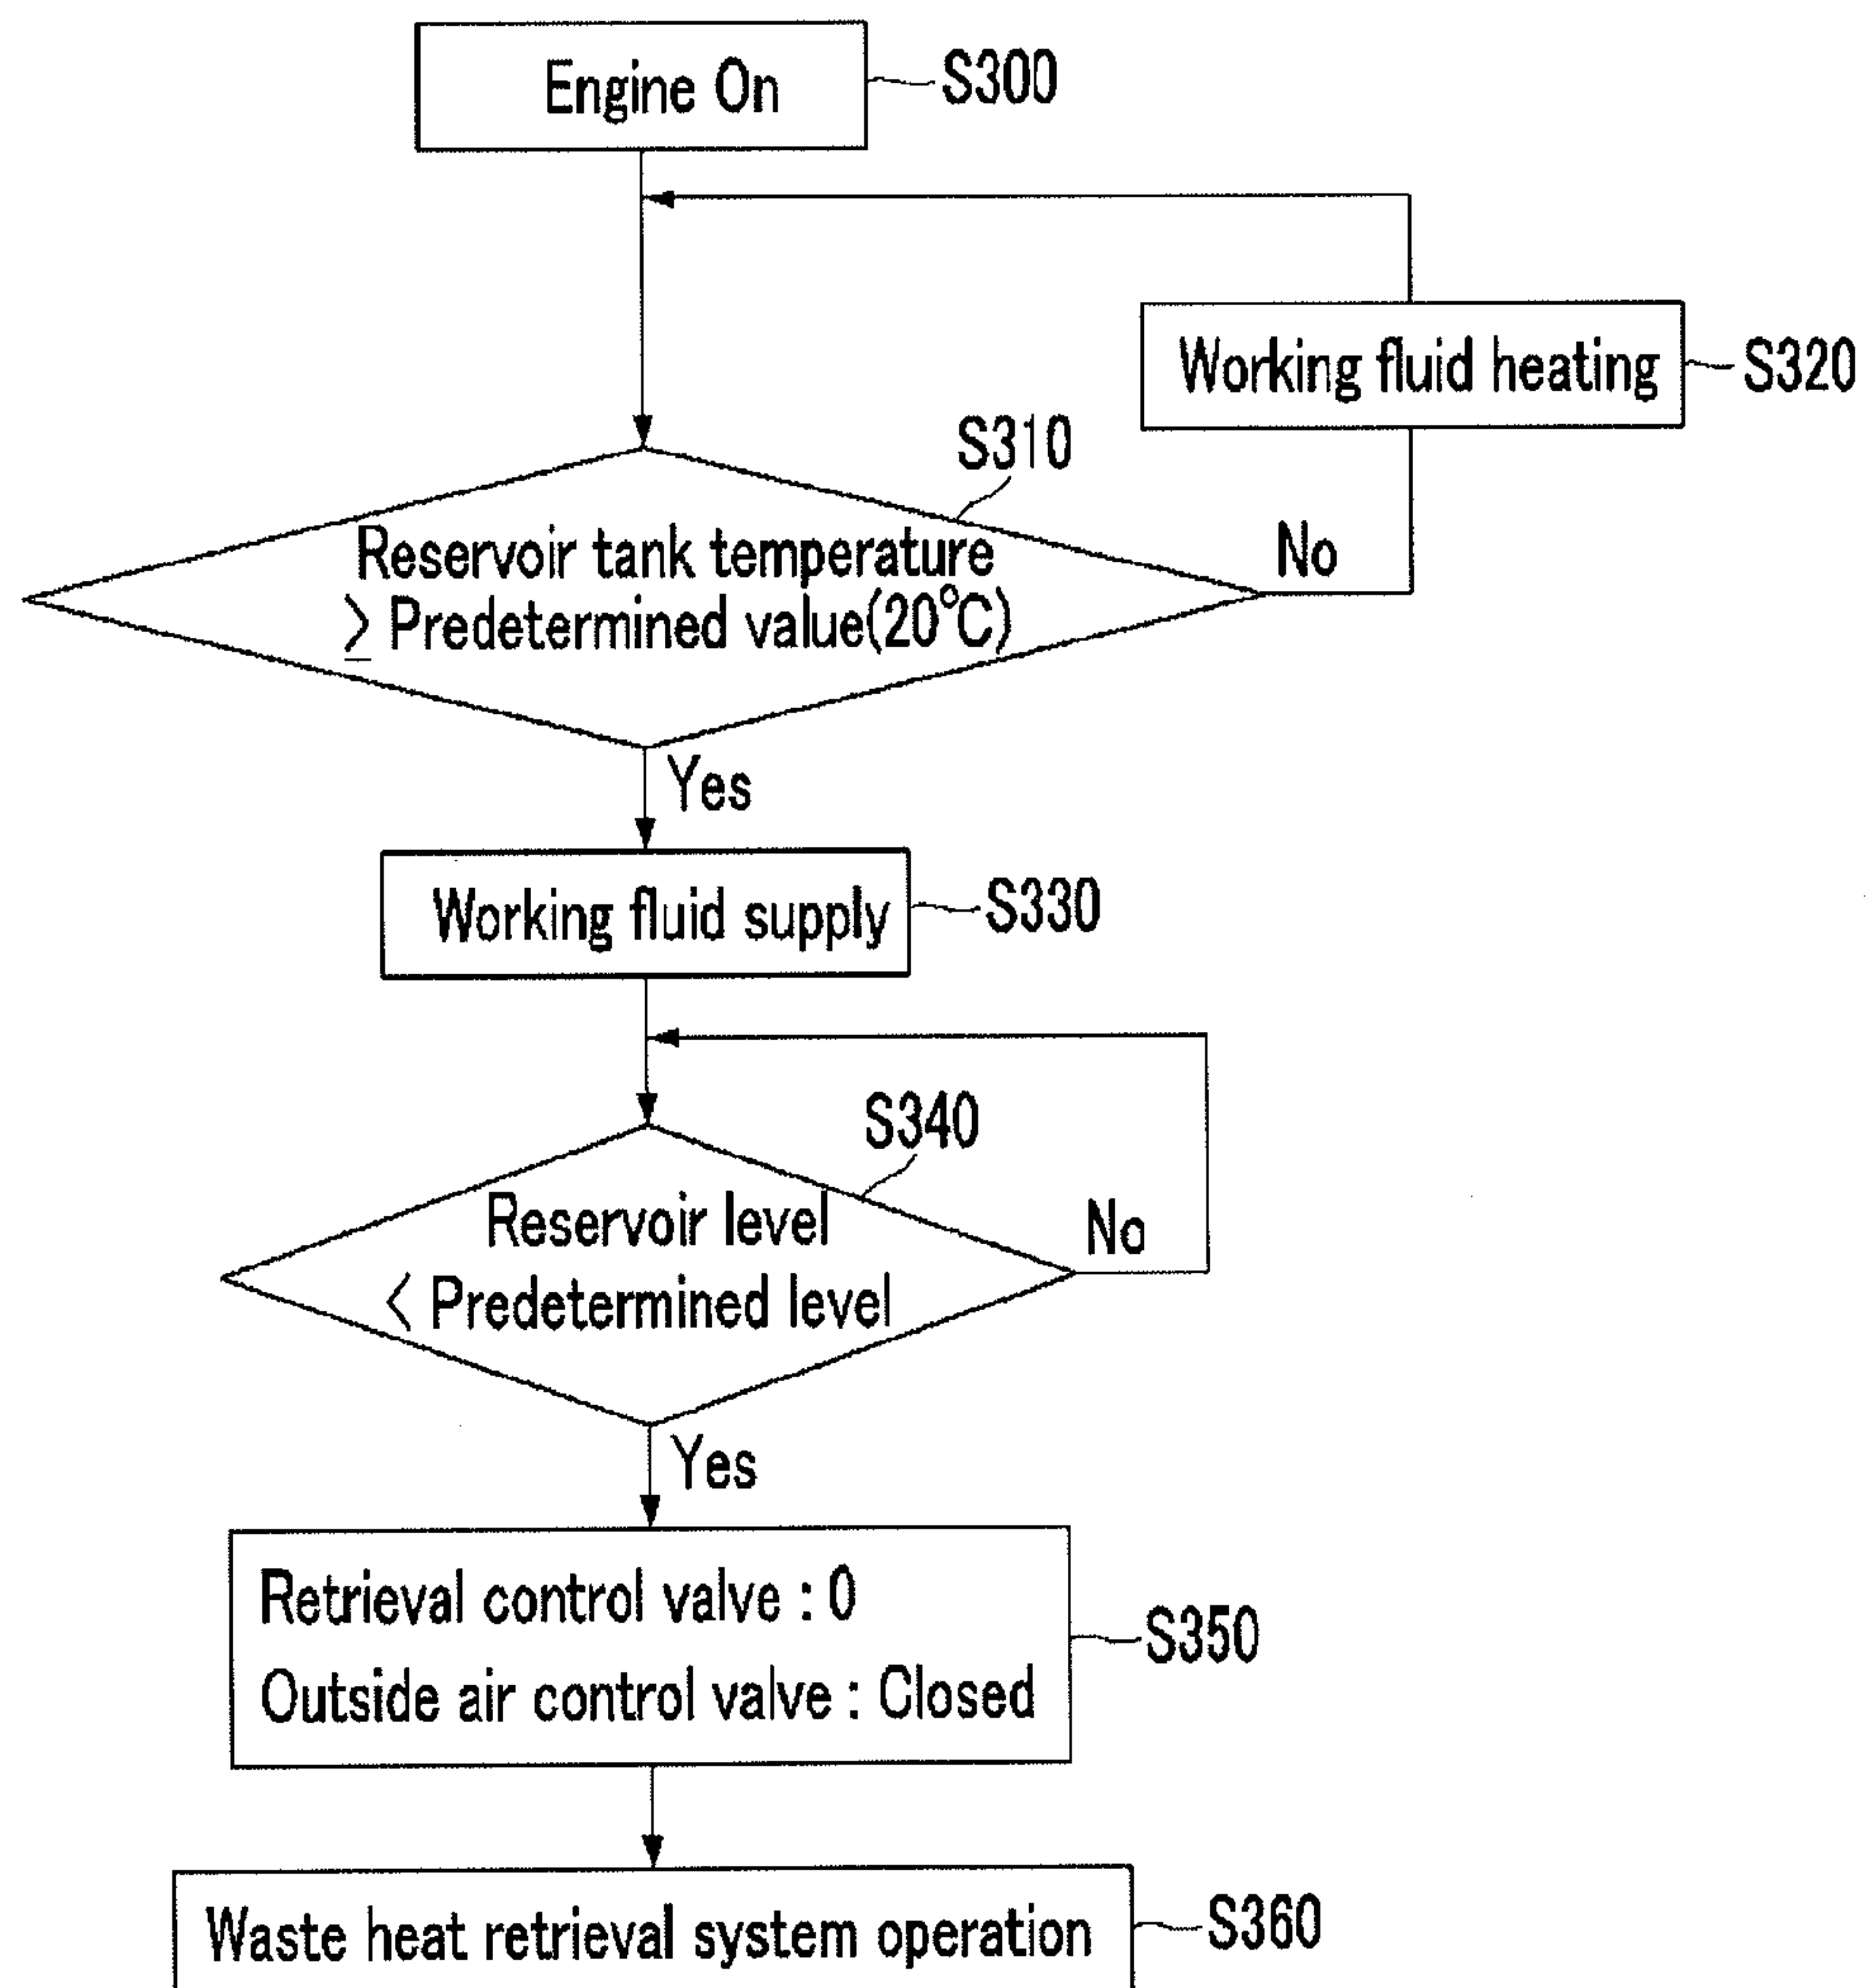 Engine On
S300
Working fluid heating
S320
S310
Reservoir tank temperature
≥ Predetermined value(20°C)
No
Yes
Working fluid supply
S330
S340
Reservoir level
< Predetermined level
No
Yes
Retrieval control valve : 0
Outside air control valve : Closed
S350
Waste heat retrieval system operation
S360